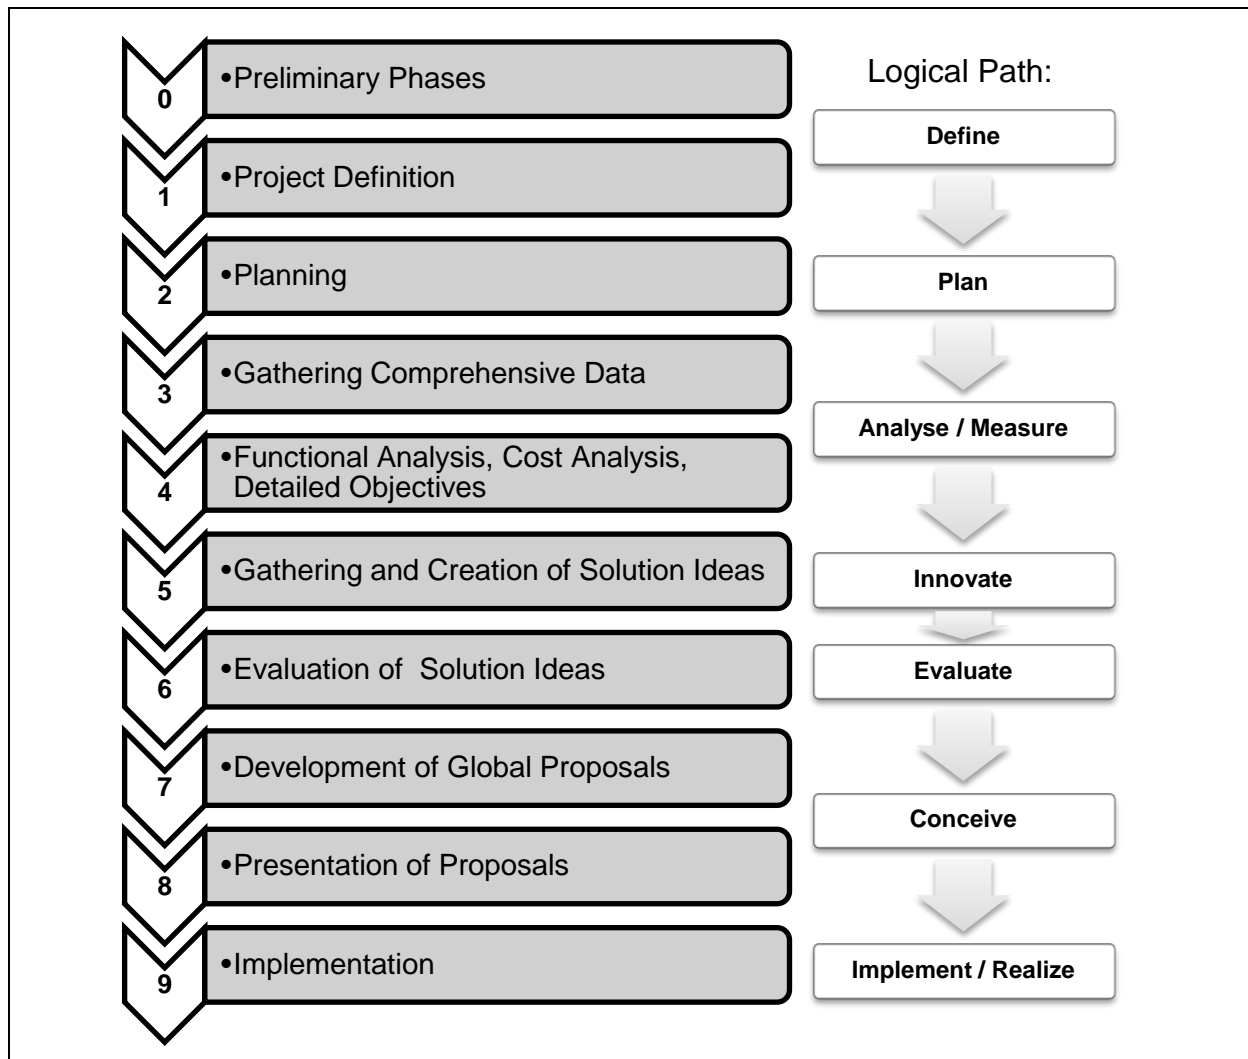 0
•Preliminary Phases
1
•Project Definition
2
•Planning
3
•Gathering Comprehensive Data
4
•Functional Analysis, Cost Analysis,
Detailed Objectives
5
•Gathering and Creation of Solution Ideas
6
•Evaluation of  Solution Ideas
7
•Development of Global Proposals
8
•Presentation of Proposals
9
•Implementation
Logical Path:
Define
Plan
Analyse / Measure
Innovate
Evaluate
Conceive
Implement / Realize